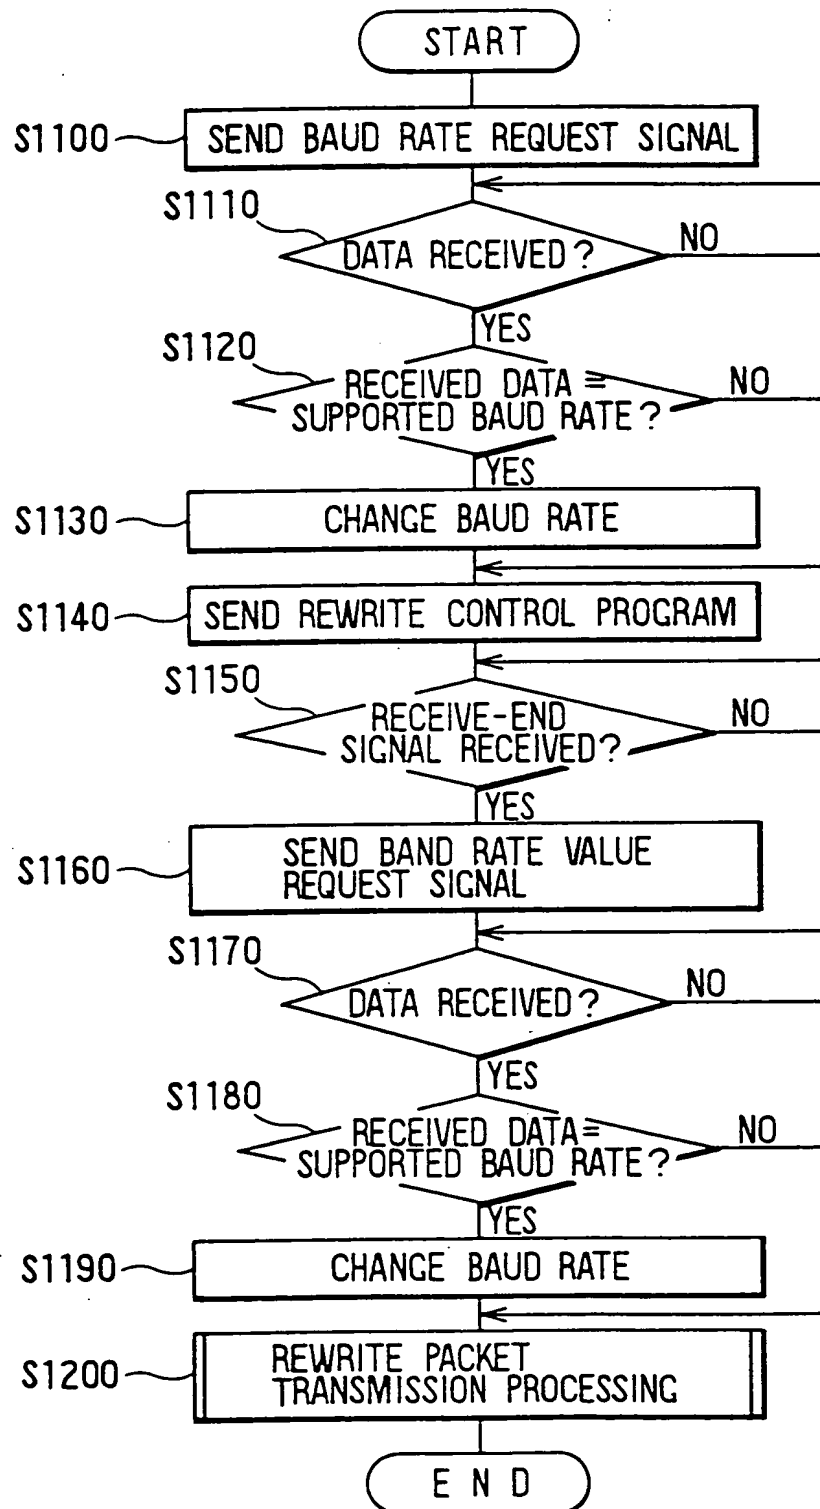 START
S1100
SEND BAUD RATE REQUEST SIGNAL
S1110
DATA RECEIVED?
NO
YES
S1120
RECEIVED DATA =
SUPPORTED BAUD RATE?
NO
YES
S1130
CHANGE BAUD RATE
S1140
SEND REWRITE CONTROL PROGRAM
S1150
RECEIVE-END
SIGNAL RECEIVED?
NO
YES
S1160
SEND BAND RATE VALUE
REQUEST SIGNAL
S1170
DATA RECEIVED?
NO
YES
S1180
RECEIVED DATA=
SUPPORTED BAUD RATE?
NO
YES
S1190
CHANGE BAUD RATE
S1200
REWRITE PACKET
TRANSMISSION PROCESSING
END